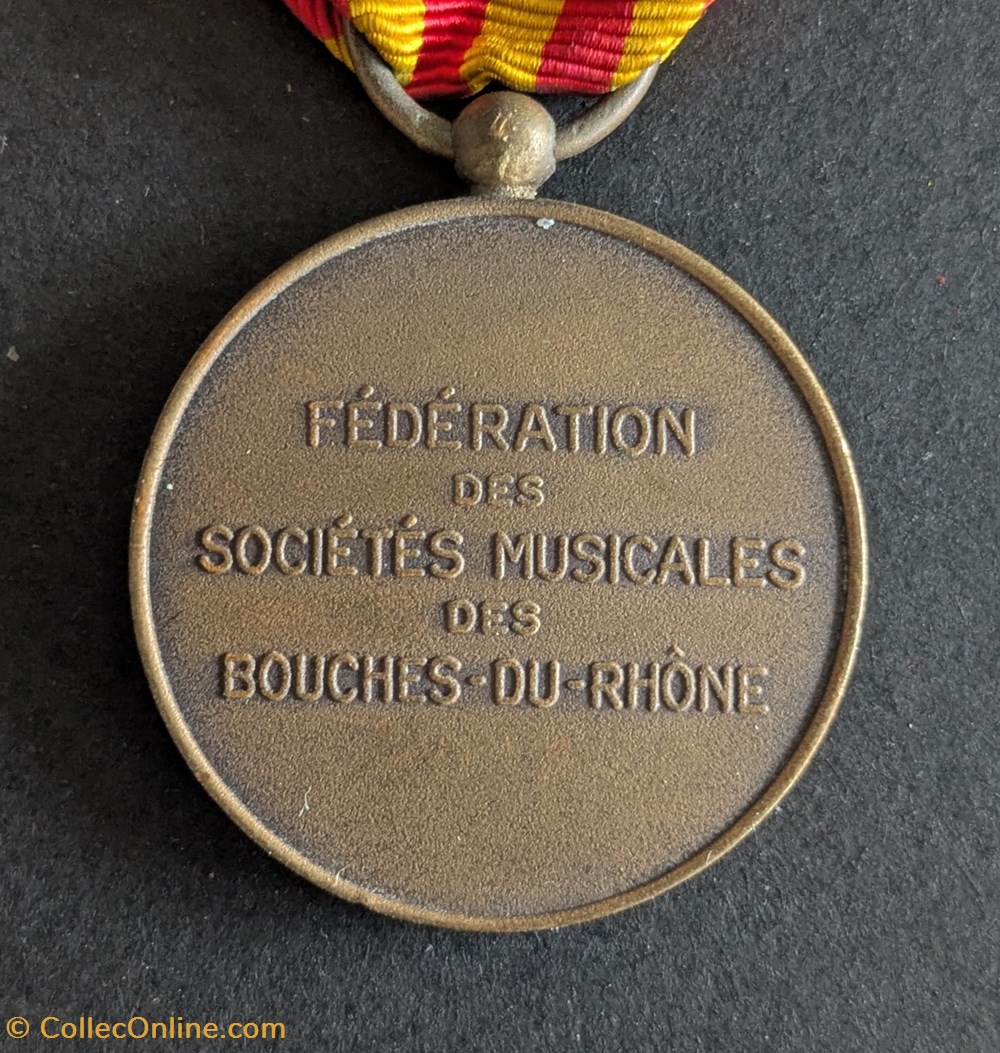 FÉDÉRATION
DES
SOCIÉTÉS MUSICALES
DES
BOUCHES-DU-RHÔNE
© CollecOnline.com